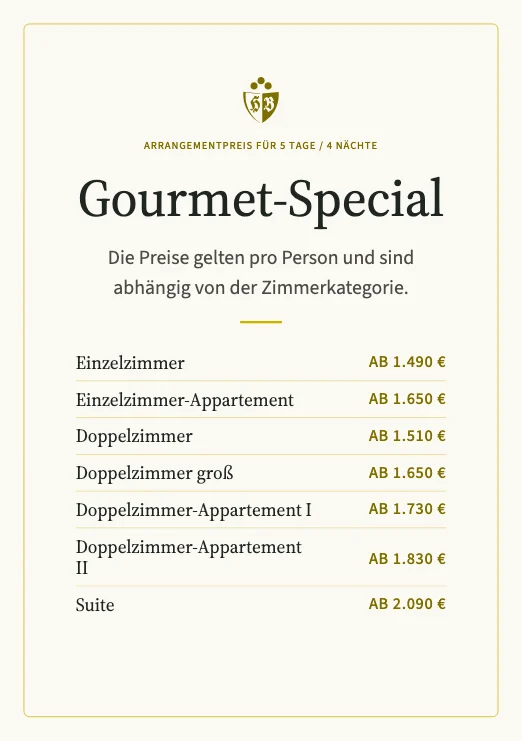 HB
ARRANGEMENTPREIS FÜR 5 TAGE / 4 NÄCHTE
Gourmet-Special
Die Preise gelten pro Person und sind
abhängig von der Zimmerkategorie.
Einzelzimmer AB 1.490 €
Einzelzimmer-Appartement AB 1.650 €
Doppelzimmer AB 1.510 €
Doppelzimmer groß AB 1.650 €
Doppelzimmer-Appartement I AB 1.730 €
Doppelzimmer-Appartement
II AB 1.830 €
Suite AB 2.090 €